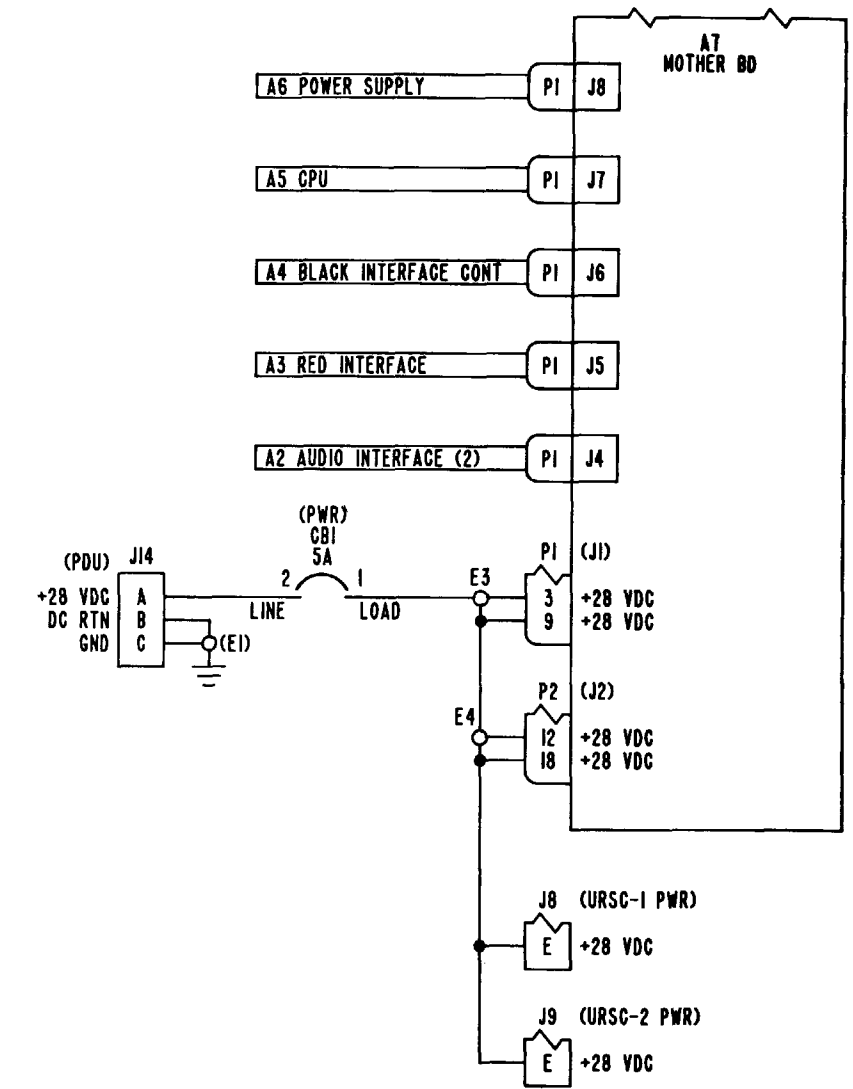 A7
MOTHER BD
A6 POWER SUPPLY P1 J8
A5 CPU P1 J7
A4 BLACK INTERFACE CONT P1 J6
A3 RED INTERFACE P1 J5
A2 AUDIO INTERFACE (2) P1 J4
(PWR)
CB1
5A
(PDU) J14
2 1
E3
P1 (J1)
+28 VDC A
LINE LOAD
3 +28 VDC
DC RTN B
9 +28 VDC
GND C (E1)
P2 (J2)
E4
12 +28 VDC
18 +28 VDC
J8 (URSC-1 PWR)
E +28 VDC
J9 (URSC-2 PWR)
E +28 VDC